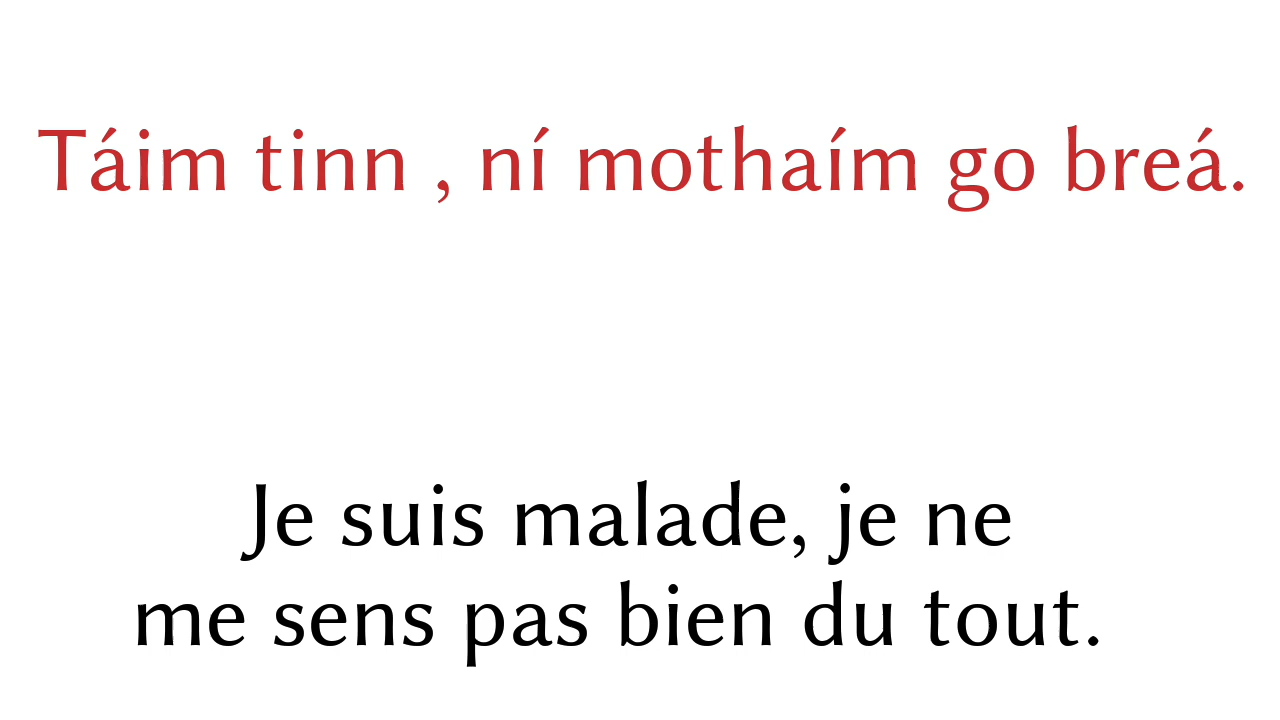 Táim tinn , ní mothaím go breá.
Je suis malade, je ne
me sens pas bien du tout.